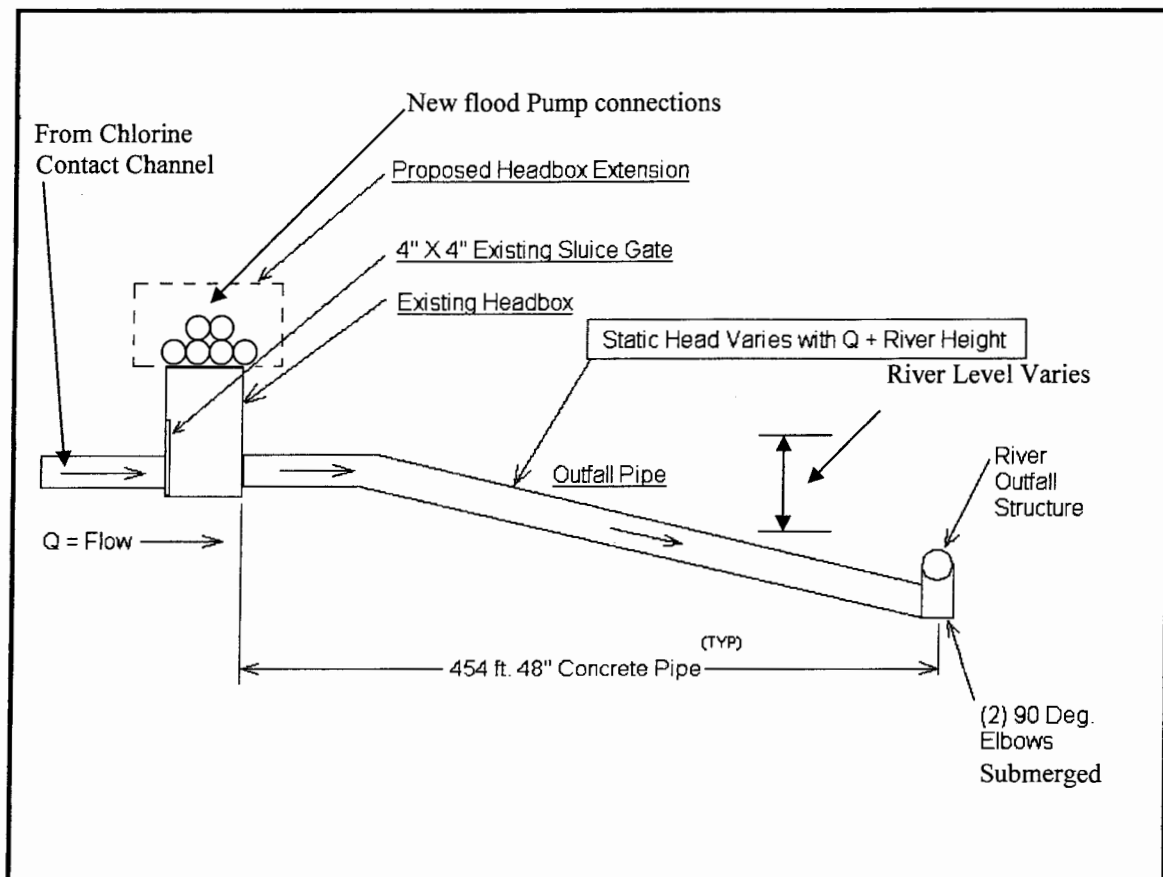 New flood Pump connections
From Chlorine
Contact Channel
Proposed Headbox Extension
4" X 4" Existing Sluice Gate
Existing Headbox
Static Head Varies with Q + River Height
River Level Varies
Outfall Pipe
River
Outfall
Structure
Q = Flow
(TYP)
454 ft. 48" Concrete Pipe
(2) 90 Deg.
Elbows
Submerged